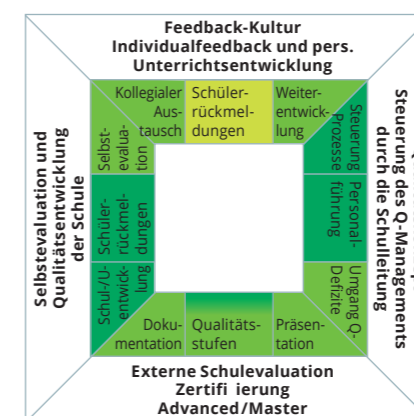 Feedback-Kultur
Individualfeedback und pers.
Unterrichtsentwicklung
Kollegialer
Aus-
tausch
Schüler-
rückmel-
dungen
Weiter-
entwick-
lung
Steuerung
Prozesse
Personal-
führung
Umgang Q-
Defizite
Steuerung des Q-Managements
durch die Schulleitung
Selbstevaluation und
Qualitätsentwicklung
der Schule
Selbst-
evalua-
tion
Schüler-
rückmel-
dungen
Schul-/U-
entwick-
lung
Doku-
mentation
Qualitäts-
stufen
Präsen-
tation
Externe Schulevaluation
Zertifi ierung
Advanced/Master